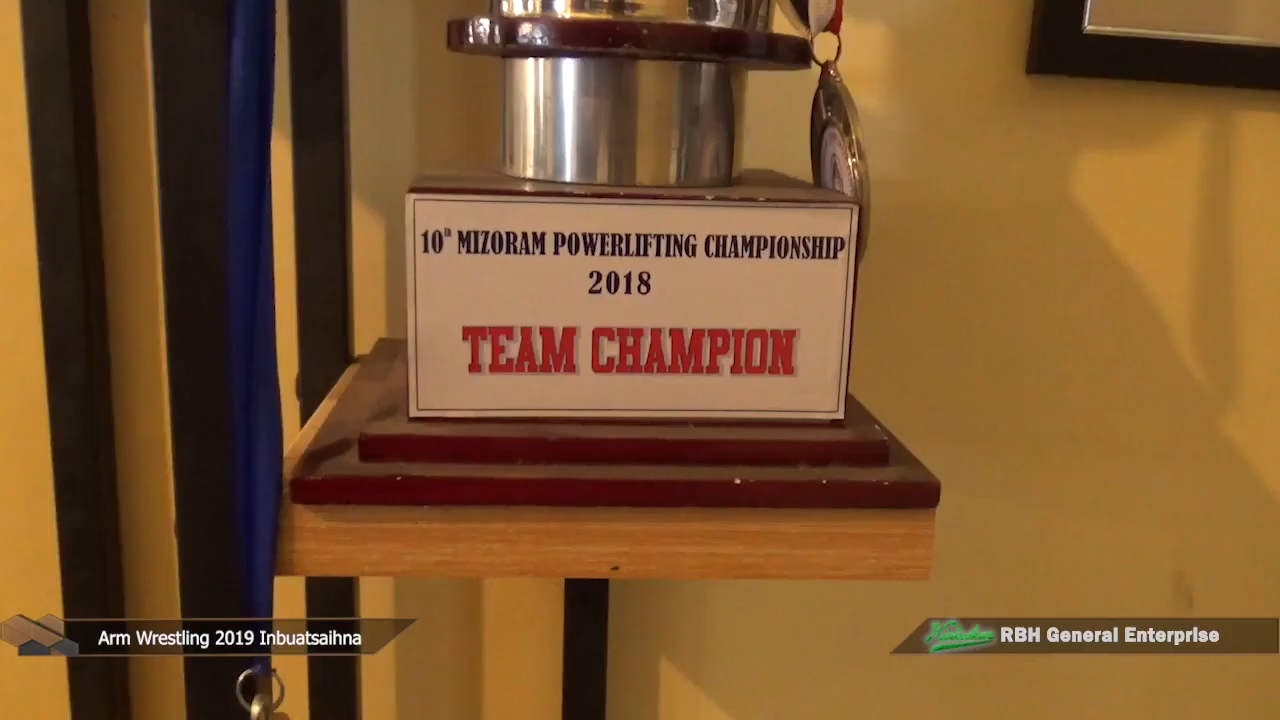 10th MIZORAM POWERLIFTING CHAMPIONSHIP
2018
TEAM CHAMPION
Arm Wrestling 2019 Inbuatsaihna
RBH General Enterprise